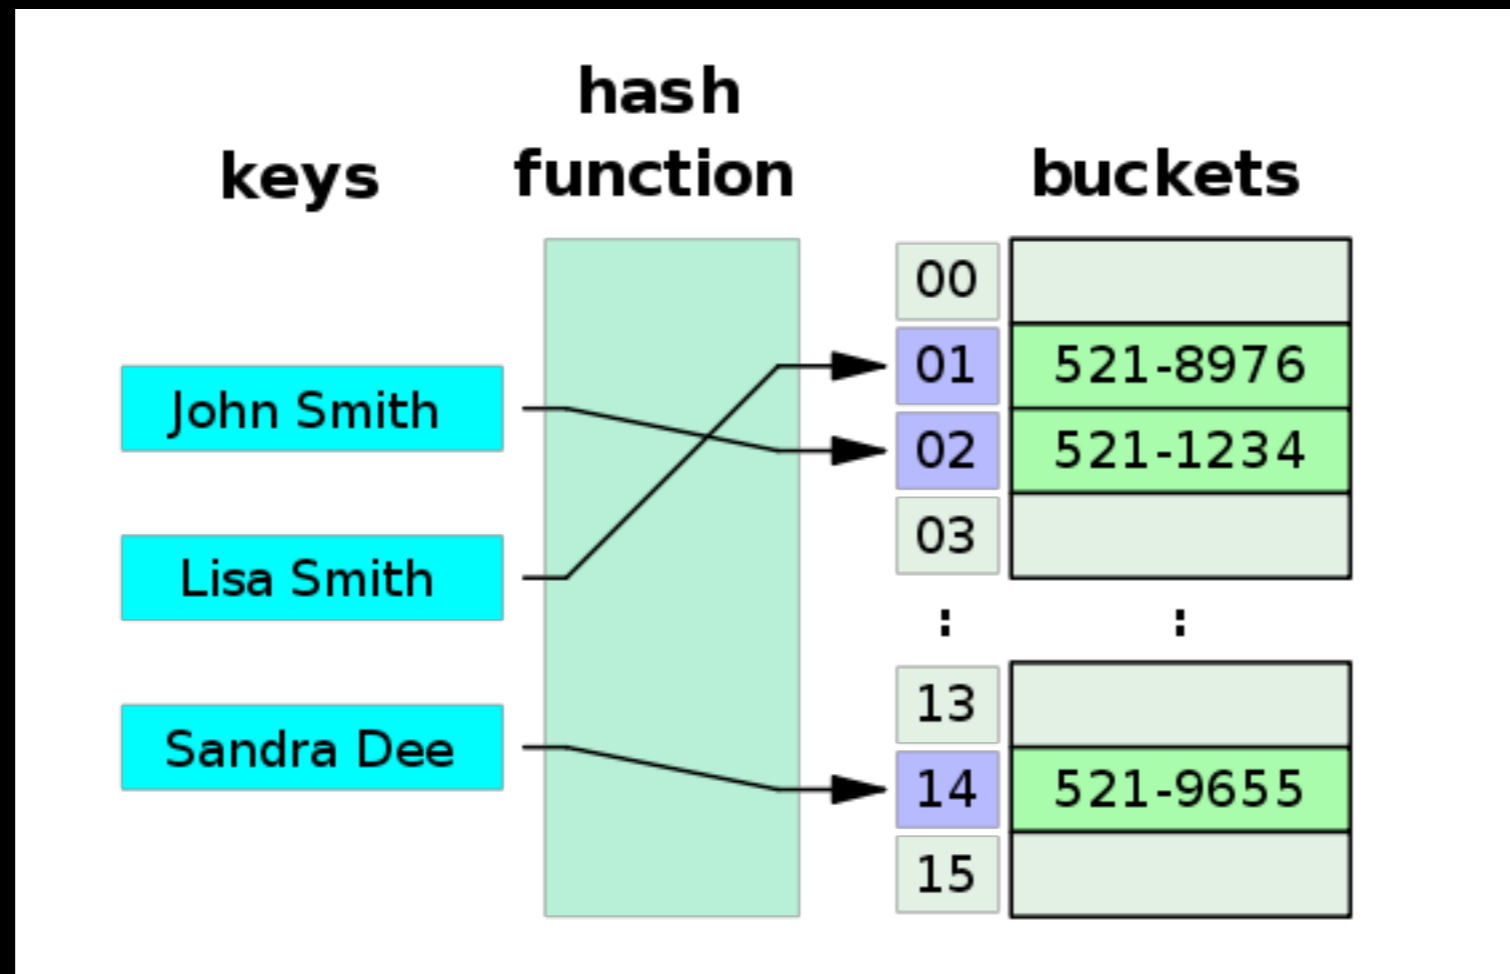 hash
keys function buckets
00
01 521-8976
John Smith
02 521-1234
03
Lisa Smith
: :
13
Sandra Dee
14 521-9655
15